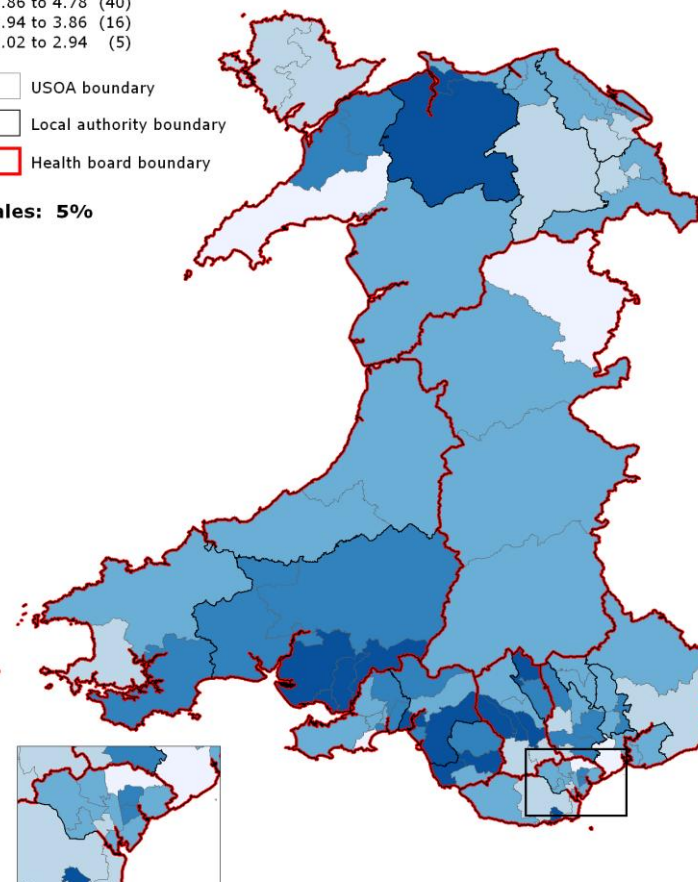 .86 to 4.78 (40)
.94 to 3.86 (16)
.02 to 2.94 (5)
USOA boundary
Local authority boundary
Health board boundary
ales: 5%